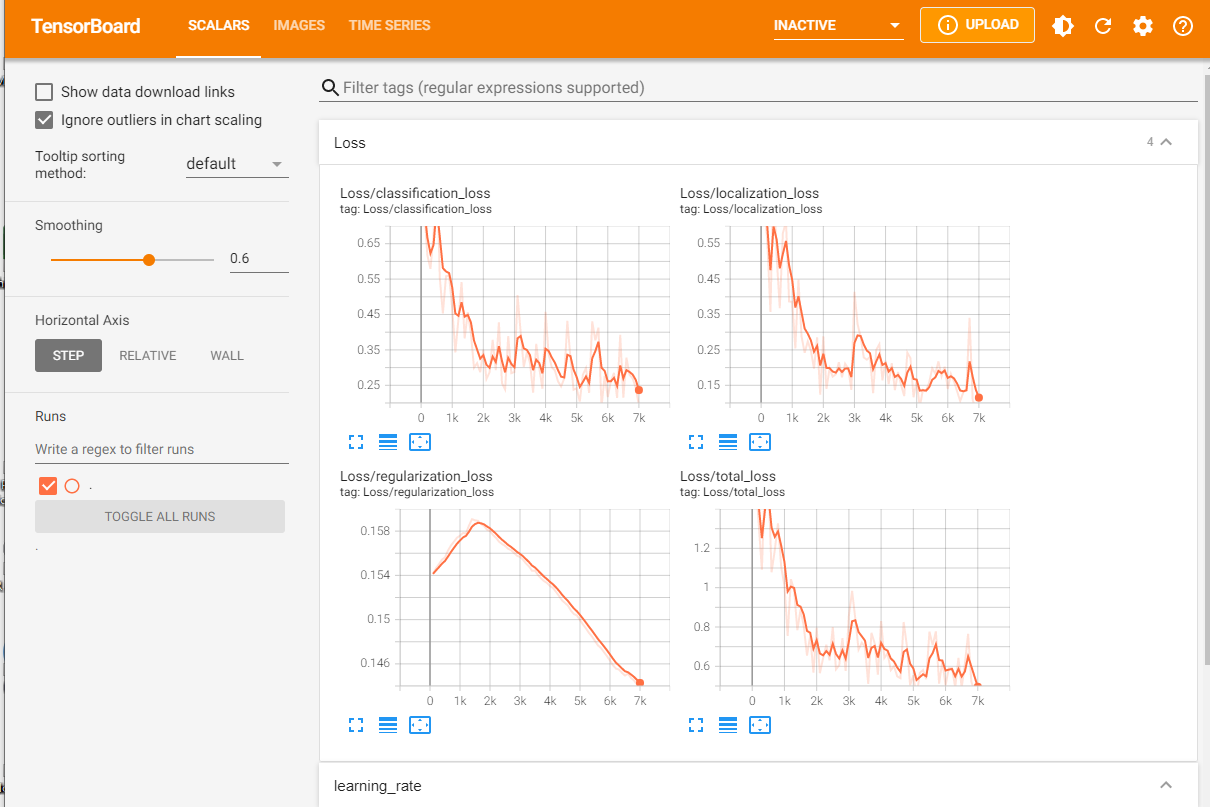 TensorBoard SCALARS IMAGES TIME SERIES INACTIVE UPLOAD
Show data download links
Ignore outliers in chart scaling
Tooltip sorting
method:
default
Smoothing
0.6
Horizontal Axis
STEP RELATIVE WALL
Runs
Write a regex to filter runs
.
TOGGLE ALL RUNS
.
Filter tags (regular expressions supported)
Loss 4
Loss/classification_loss
tag: Loss/classification_loss
0.65
0.55
0.45
0.35
0.25
0 1k 2k 3k 4k 5k 6k 7k
Loss/localization_loss
tag: Loss/localization_loss
0.55
0.45
0.35
0.25
0.15
0 1k 2k 3k 4k 5k 6k 7k
Loss/regularization_loss
tag: Loss/regularization_loss
0.158
0.154
0.15
0.146
0 1k 2k 3k 4k 5k 6k 7k
Loss/total_loss
tag: Loss/total_loss
1.2
1
0.8
0.6
0 1k 2k 3k 4k 5k 6k 7k
learning_rate